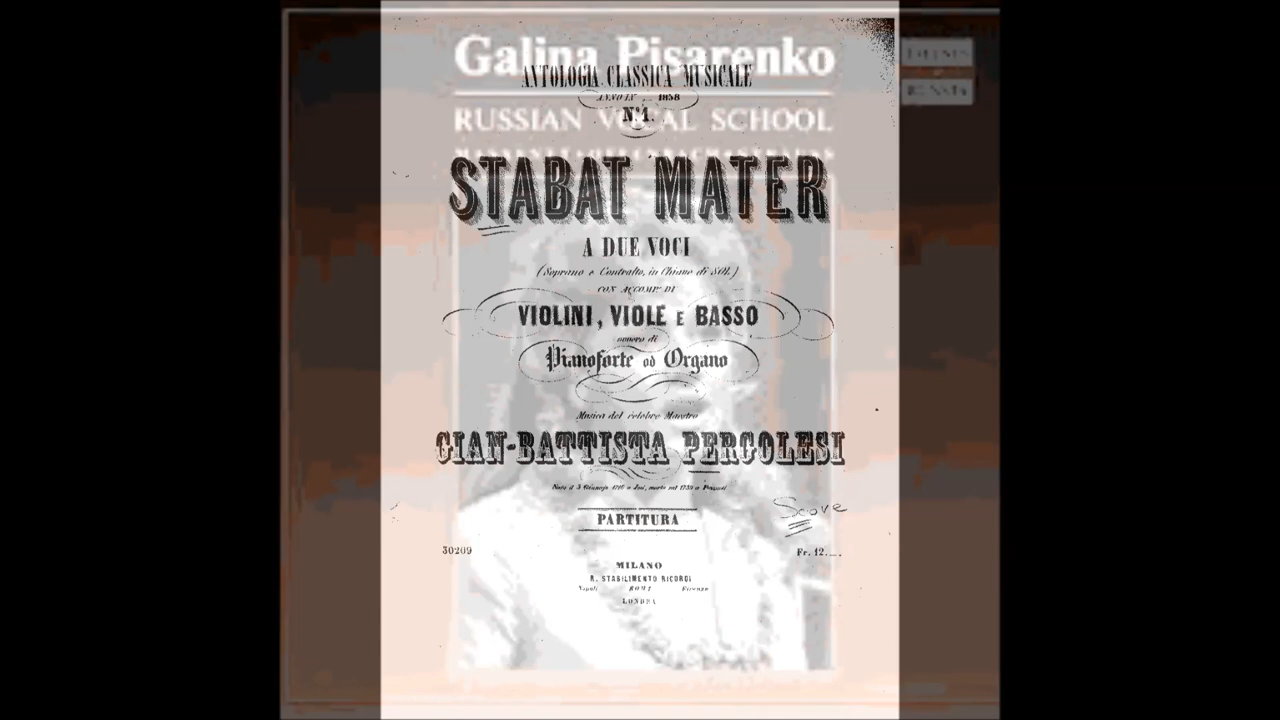 Galina Pisarenko
ANTOLOGIA CLASSICA MUSICALE
1858
N.º 1.
RUSSIAN VOCAL SCHOOL
STABAT MATER
A DUE VOCI
(Soprano e Contralto, in Chiave di SOL)
CON ACCOMP. DI
VIOLINI, VIOLE E BASSO
ovvero di
Pianoforte od Organo
Musica del celebre Maestro
GIAN-BATTISTA PERGOLESI
PARTITURA
Score
30209
Fr. 12...
MILANO
R. STABILIMENTO RICORDI
Napoli ROMA Firenze
LONDRA